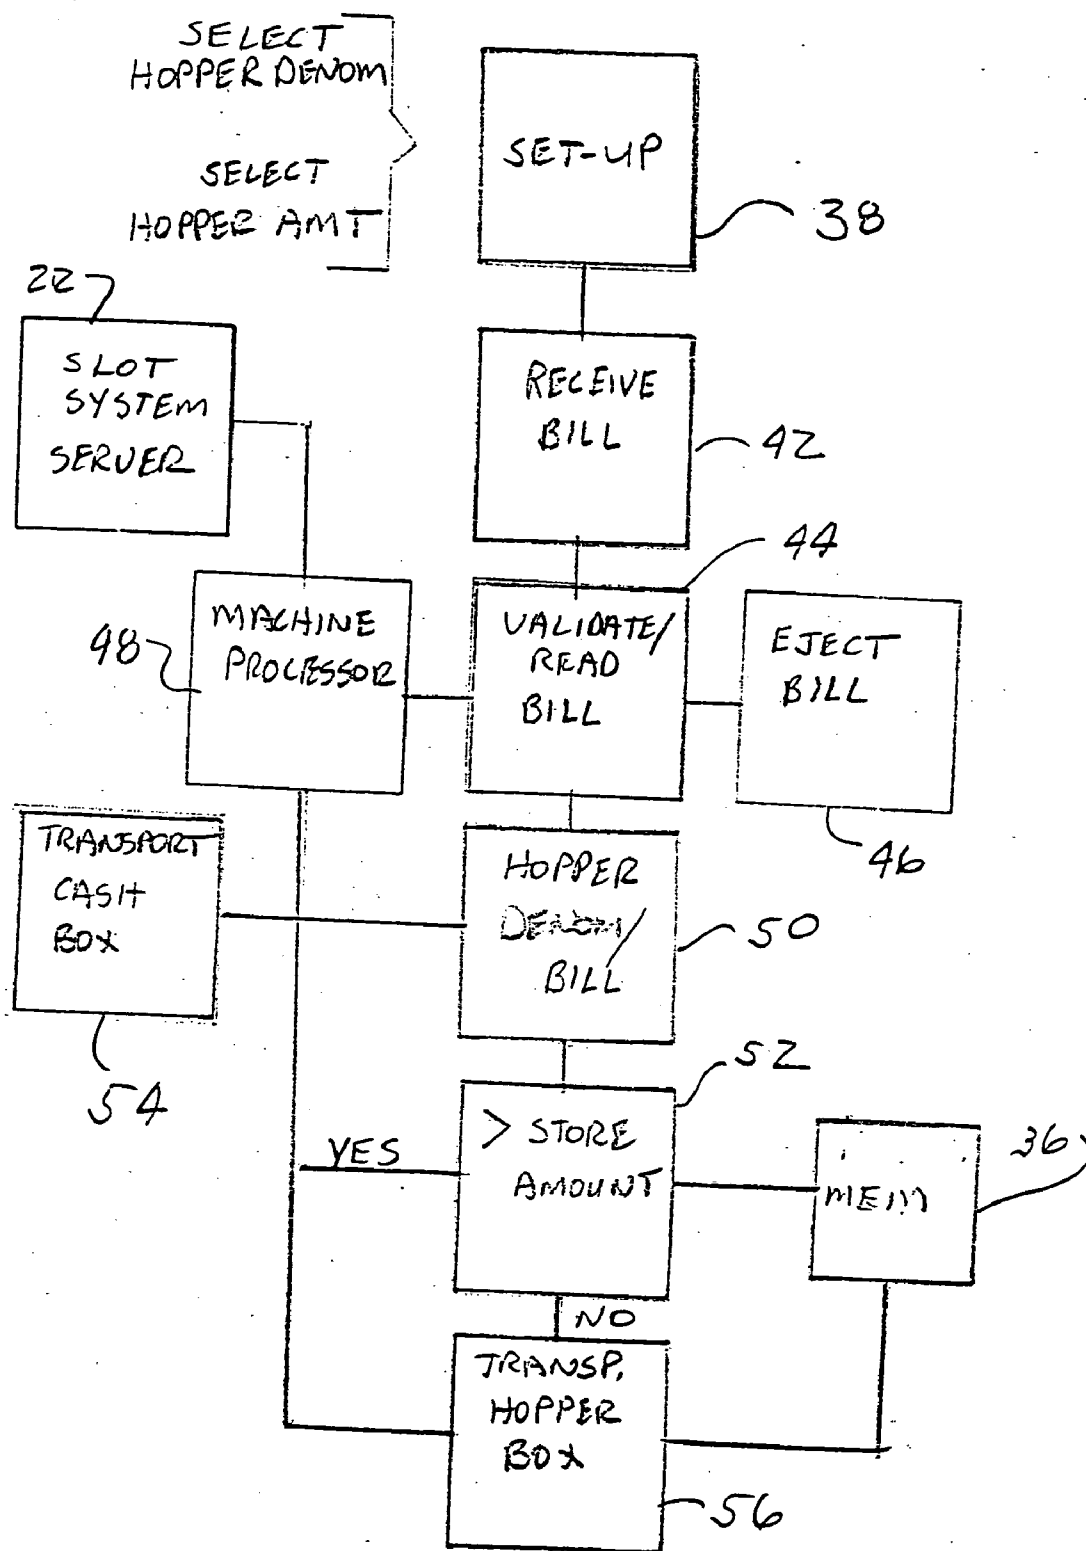 SELECT
HOPPER DENOM
SELECT
HOPPER AMT
SET-UP
38
22
SLOT
SYSTEM
SERVER
RECEIVE
BILL
42
44
MACHINE
PROCESSOR
48
VALIDATE/
READ
BILL
EJECT
BILL
46
TRANSPORT
CASH
BOX
54
HOPPER
DENOM/
BILL
50
52
> STORE
AMOUNT
YES
MEM
36
NO
TRANSP.
HOPPER
BOX
56